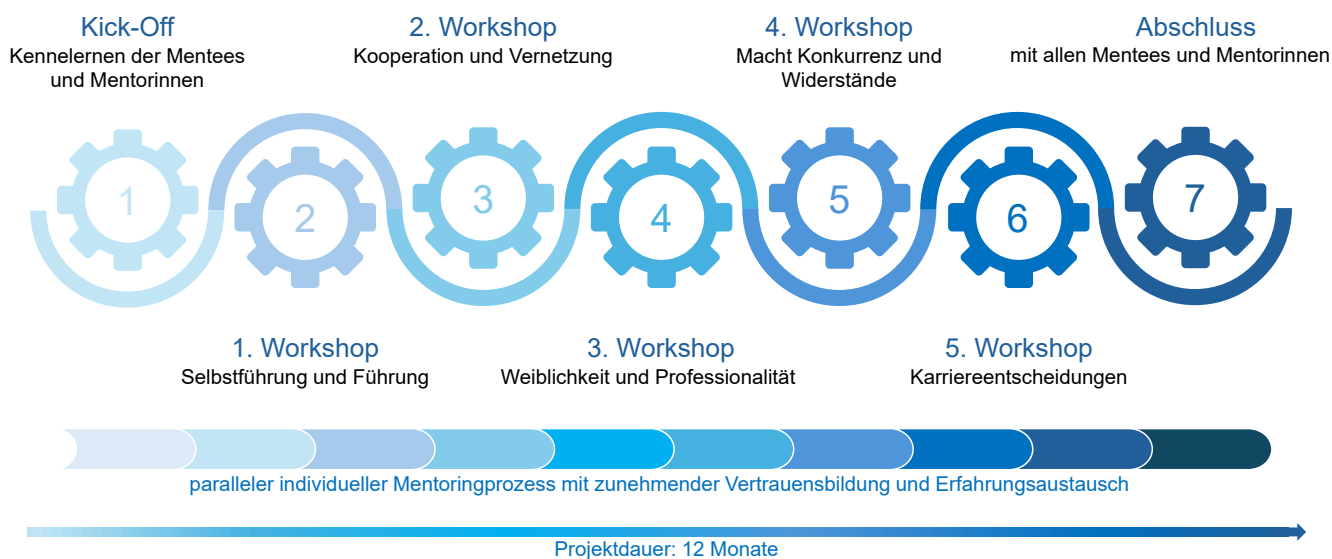 Kick-Off
Kennelernen der Mentees
und Mentorinnen
2. Workshop
Kooperation und Vernetzung
4. Workshop
Macht Konkurrenz und
Widerstände
Abschluss
mit allen Mentees und Mentorinnen
1
2
3
4
5
6
7
1. Workshop
Selbstführung und Führung
3. Workshop
Weiblichkeit und Professionalität
5. Workshop
Karriereentscheidungen
paralleler individueller Mentoringprozess mit zunehmender Vertrauensbildung und Erfahrungsaustausch
Projektdauer: 12 Monate